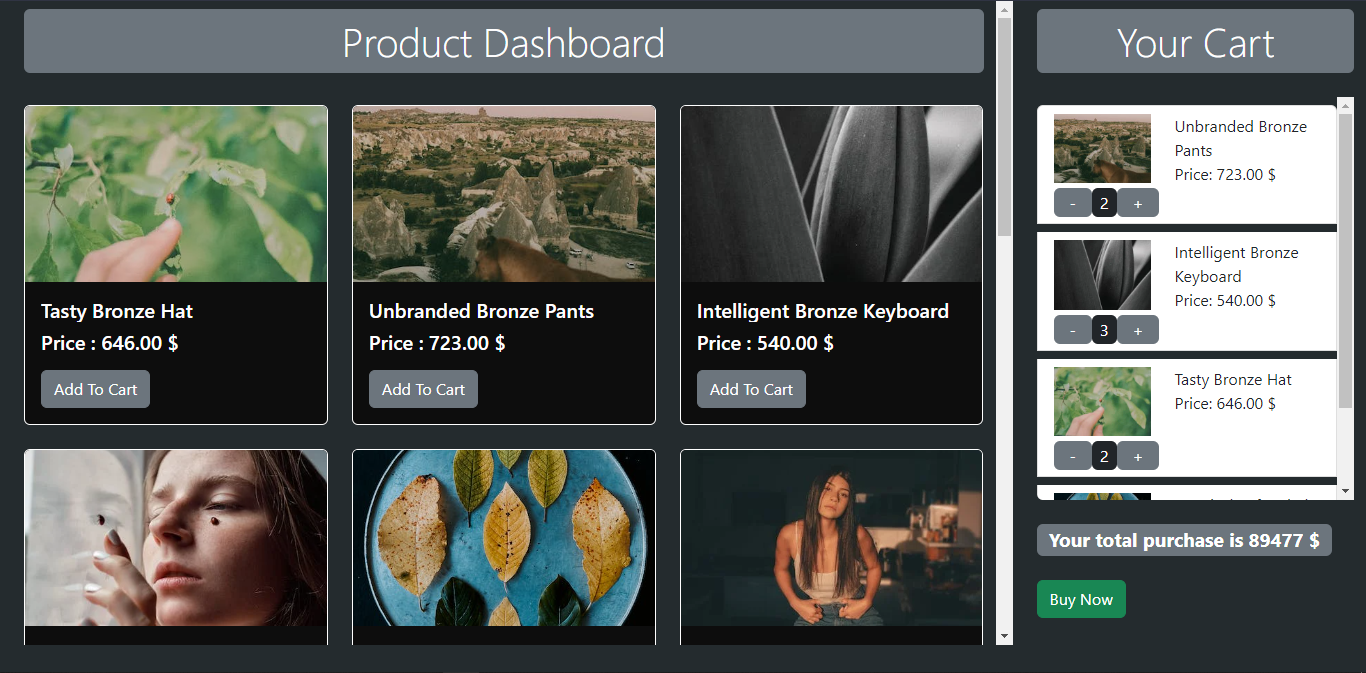 Product Dashboard
Tasty Bronze Hat
Price : 646.00 $
Add To Cart
Unbranded Bronze Pants
Price : 723.00 $
Add To Cart
Intelligent Bronze Keyboard
Price : 540.00 $
Add To Cart
Your Cart
Unbranded Bronze
Pants
Price: 723.00 $
- 2 +
Intelligent Bronze
Keyboard
Price: 540.00 $
- 3 +
Tasty Bronze Hat
Price: 646.00 $
- 2 +
Your total purchase is 89477 $
Buy Now